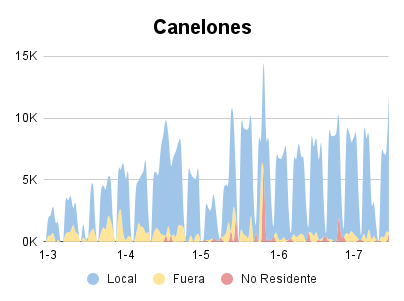 Canelones
15K
10K
5K
0K
1-3 1-4 1-5 1-6 1-7
Local Fuera No Residente